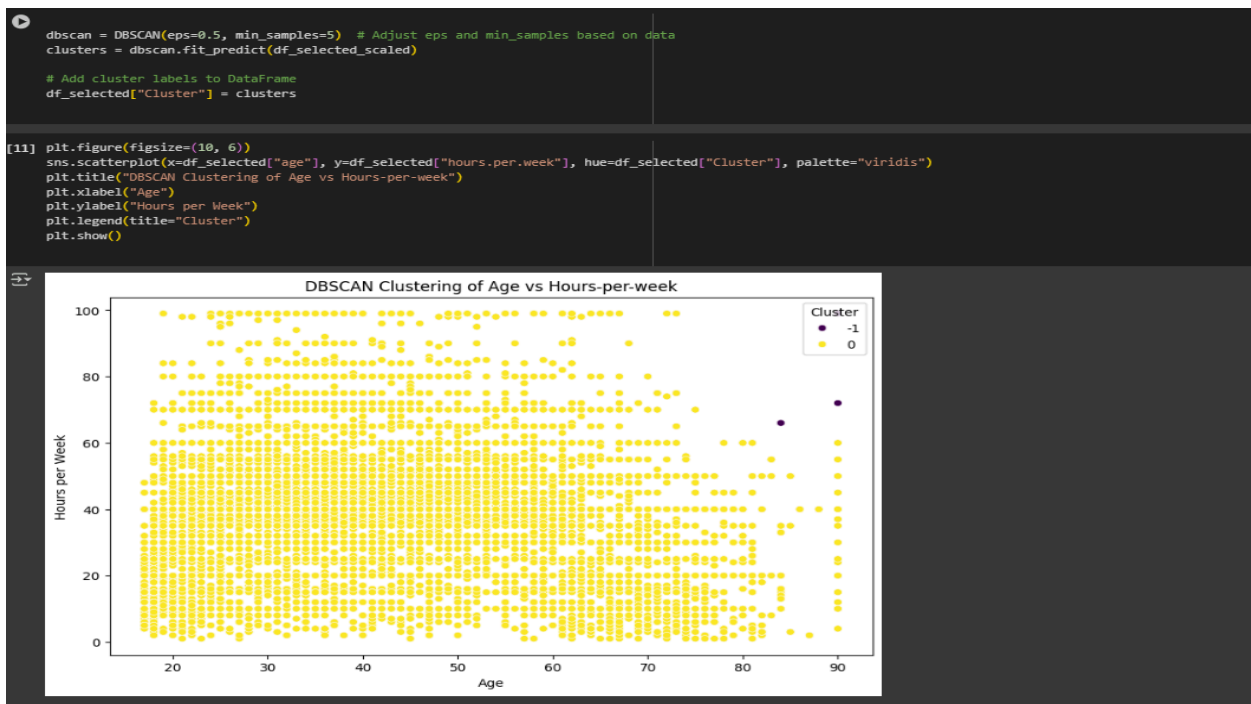 dbscan = DBSCAN(eps=0.5, min_samples=5)  # Adjust eps and min_samples based on data
clusters = dbscan.fit_predict(df_selected_scaled)
# Add cluster labels to DataFrame
df_selected["Cluster"] = clusters
[11] plt.figure(figsize=(10, 6))
sns.scatterplot(x=df_selected["age"], y=df_selected["hours.per.week"], hue=df_selected["Cluster"], palette="viridis")
plt.title("DBSCAN Clustering of Age vs Hours-per-week")
plt.xlabel("Age")
plt.ylabel("Hours per Week")
plt.legend(title="Cluster")
plt.show()
DBSCAN Clustering of Age vs Hours-per-week
Cluster
-1
0
100
80
60
40
20
0
Hours per Week
20 30 40 50 60 70 80 90
Age